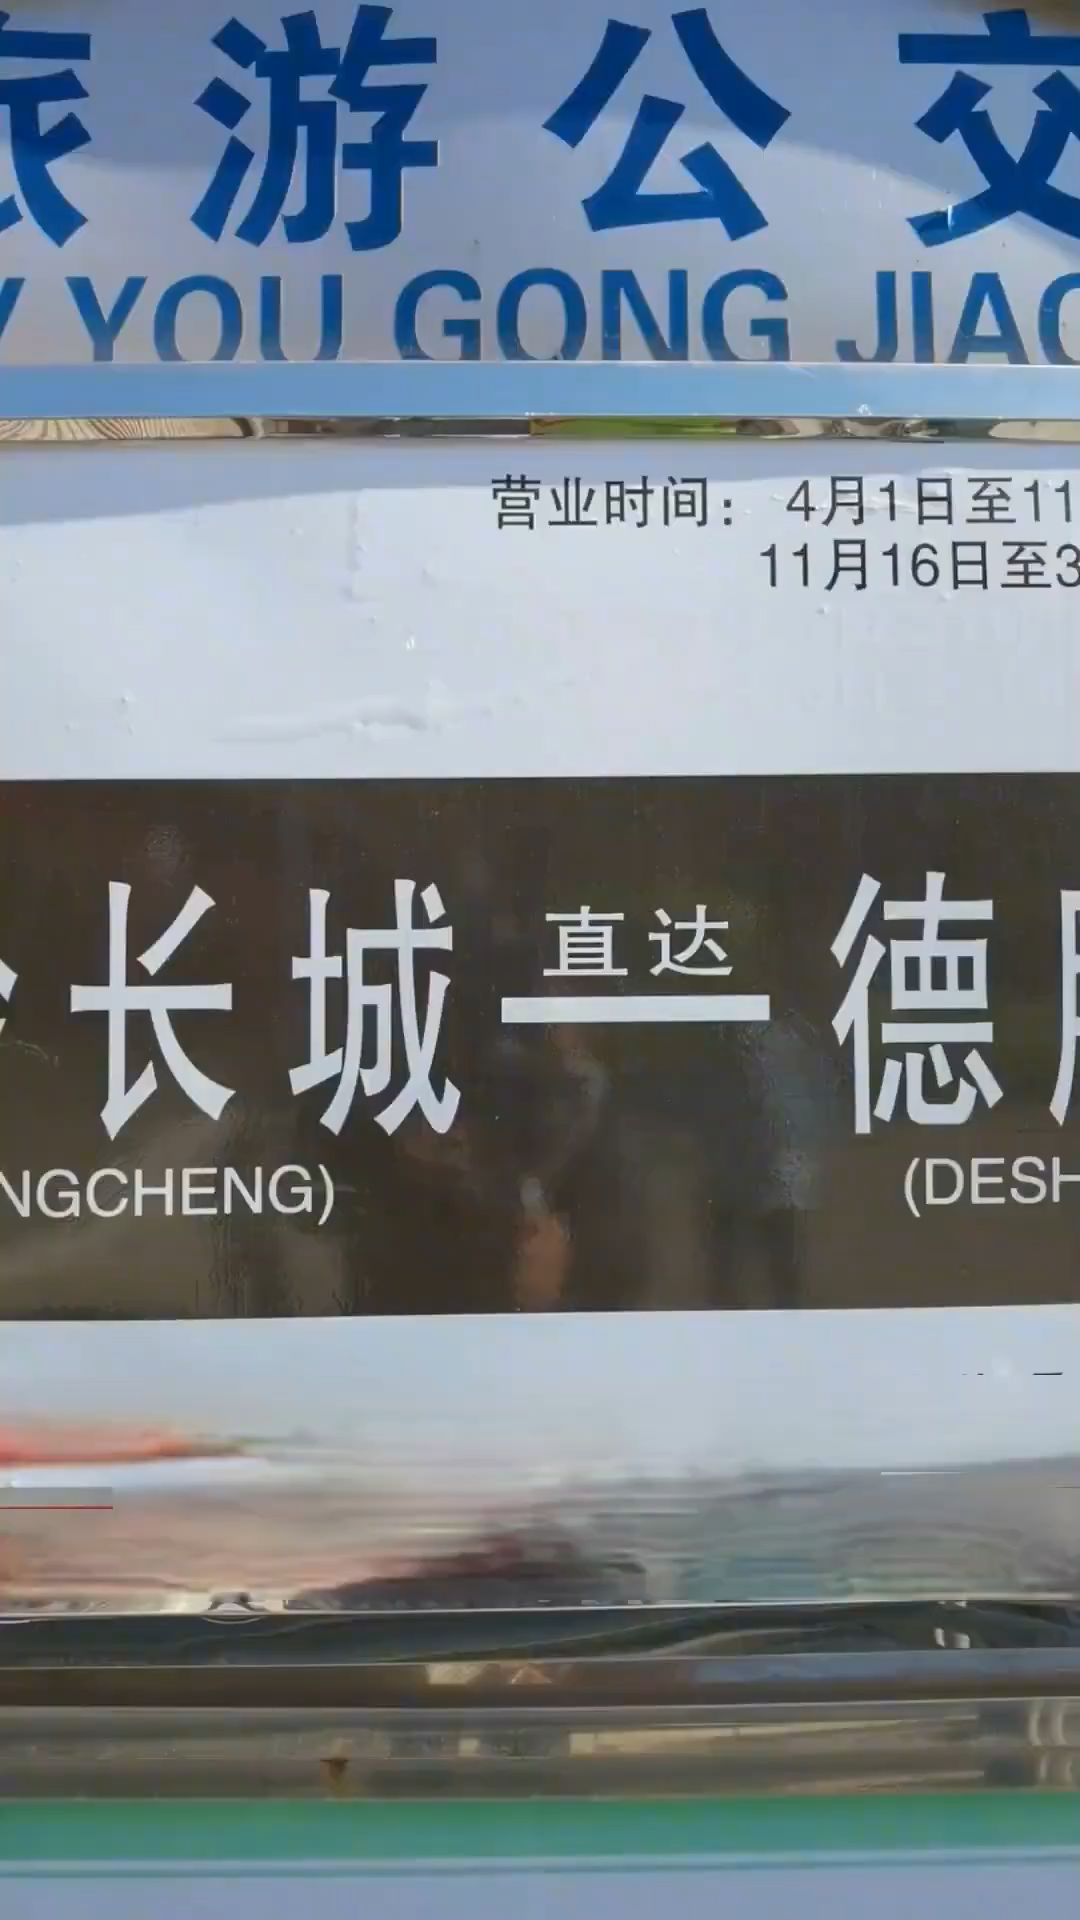 旅游公交
YOU GONG JIAO
营业时间： 4月1日至11
11月16日至3
长城 直达 德
NGCHENG) (DESH